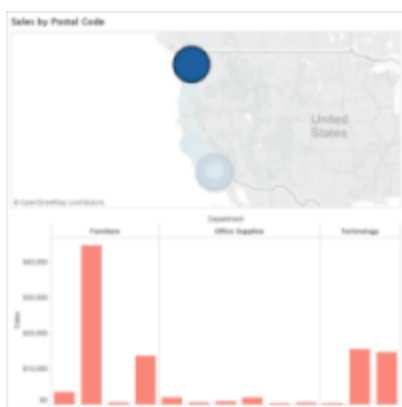 Sales by Postal Code
United
States
© OpenStreetMap contributors
Department
Furniture
Office Supplies
Technology
Sales
$40,000
$30,000
$20,000
$10,000
$0